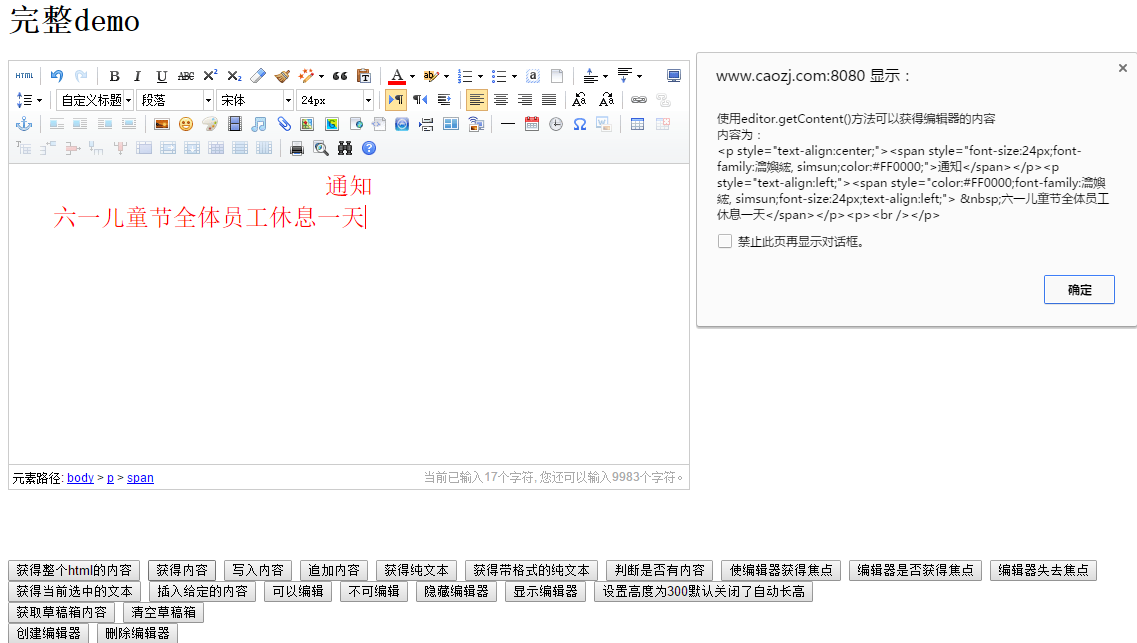 完整demo
HTML
B I U ABC X² X₂
自定义标题 段落 宋体 24px
通知
六一儿童节全体员工休息一天
元素路径: body > p > span
当前已输入17个字符, 您还可以输入9983个字符。
www.caozj.com:8080 显示：
使用editor.getContent()方法可以获得编辑器的内容
内容为：
<p style="text-align:center;"><span style="font-size:24px;font-
simsun;color:#FF0000;">通知</span></p><p
style="text-align:left;"><span style="color:#FF0000;font-family:
simsun;font-size:24px;text-align:left;"> &nbsp;六一儿童节全体员工
休息一天</span></p><p><br /></p>
禁止此页再显示对话框。
确定
获得整个html的内容 获得内容 写入内容 追加内容 获得纯文本 获得带格式的纯文本 判断是否有内容 使编辑器获得焦点 编辑器是否获得焦点 编辑器失去焦点
获得当前选中的文本 插入给定的内容 可以编辑 不可编辑 隐藏编辑器 显示编辑器 设置高度为300默认关闭了自动长高
获取草稿箱内容 清空草稿箱
创建编辑器 删除编辑器